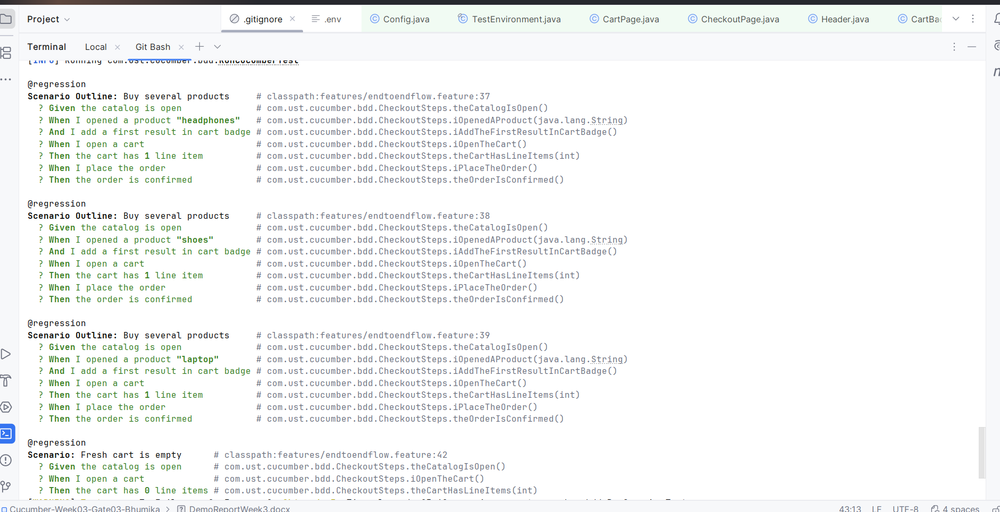 Project
.gitignore
.env
Config.java
TestEnvironment.java
CartPage.java
CheckoutPage.java
Header.java
Terminal
Local
Git Bash
[INFO] Running com.ust.cucumber.bdd.RunCucumberTest
@regression
Scenario Outline: Buy several products # classpath:features/endtoendflow.feature:37
? Given the catalog is open # com.ust.cucumber.bdd.CheckoutSteps.theCatalogIsOpen()
? When I opened a product "headphones" # com.ust.cucumber.bdd.CheckoutSteps.iOpenedAProduct(java.lang.String)
? And I add a first result in cart badge # com.ust.cucumber.bdd.CheckoutSteps.iAddTheFirstResultInCartBadge()
? When I open a cart # com.ust.cucumber.bdd.CheckoutSteps.iOpenTheCart()
? Then the cart has 1 line item # com.ust.cucumber.bdd.CheckoutSteps.theCartHasLineItems(int)
? When I place the order # com.ust.cucumber.bdd.CheckoutSteps.iPlaceTheOrder()
? Then the order is confirmed # com.ust.cucumber.bdd.CheckoutSteps.theOrderIsConfirmed()
@regression
Scenario Outline: Buy several products # classpath:features/endtoendflow.feature:38
? Given the catalog is open # com.ust.cucumber.bdd.CheckoutSteps.theCatalogIsOpen()
? When I opened a product "shoes" # com.ust.cucumber.bdd.CheckoutSteps.iOpenedAProduct(java.lang.String)
? And I add a first result in cart badge # com.ust.cucumber.bdd.CheckoutSteps.iAddTheFirstResultInCartBadge()
? When I open a cart # com.ust.cucumber.bdd.CheckoutSteps.iOpenTheCart()
? Then the cart has 1 line item # com.ust.cucumber.bdd.CheckoutSteps.theCartHasLineItems(int)
? When I place the order # com.ust.cucumber.bdd.CheckoutSteps.iPlaceTheOrder()
? Then the order is confirmed # com.ust.cucumber.bdd.CheckoutSteps.theOrderIsConfirmed()
@regression
Scenario Outline: Buy several products # classpath:features/endtoendflow.feature:39
? Given the catalog is open # com.ust.cucumber.bdd.CheckoutSteps.theCatalogIsOpen()
? When I opened a product "laptop" # com.ust.cucumber.bdd.CheckoutSteps.iOpenedAProduct(java.lang.String)
? And I add a first result in cart badge # com.ust.cucumber.bdd.CheckoutSteps.iAddTheFirstResultInCartBadge()
? When I open a cart # com.ust.cucumber.bdd.CheckoutSteps.iOpenTheCart()
? Then the cart has 1 line item # com.ust.cucumber.bdd.CheckoutSteps.theCartHasLineItems(int)
? When I place the order # com.ust.cucumber.bdd.CheckoutSteps.iPlaceTheOrder()
? Then the order is confirmed # com.ust.cucumber.bdd.CheckoutSteps.theOrderIsConfirmed()
@regression
Scenario: Fresh cart is empty # classpath:features/endtoendflow.feature:42
? Given the catalog is open # com.ust.cucumber.bdd.CheckoutSteps.theCatalogIsOpen()
? When I open a cart # com.ust.cucumber.bdd.CheckoutSteps.iOpenTheCart()
? Then the cart has 0 line items # com.ust.cucumber.bdd.CheckoutSteps.theCartHasLineItems(int)
Cucumber-Week03-Gate03-Bhumika > DemoReportWeek3.docx
43:13 LF UTF-8 4 spaces